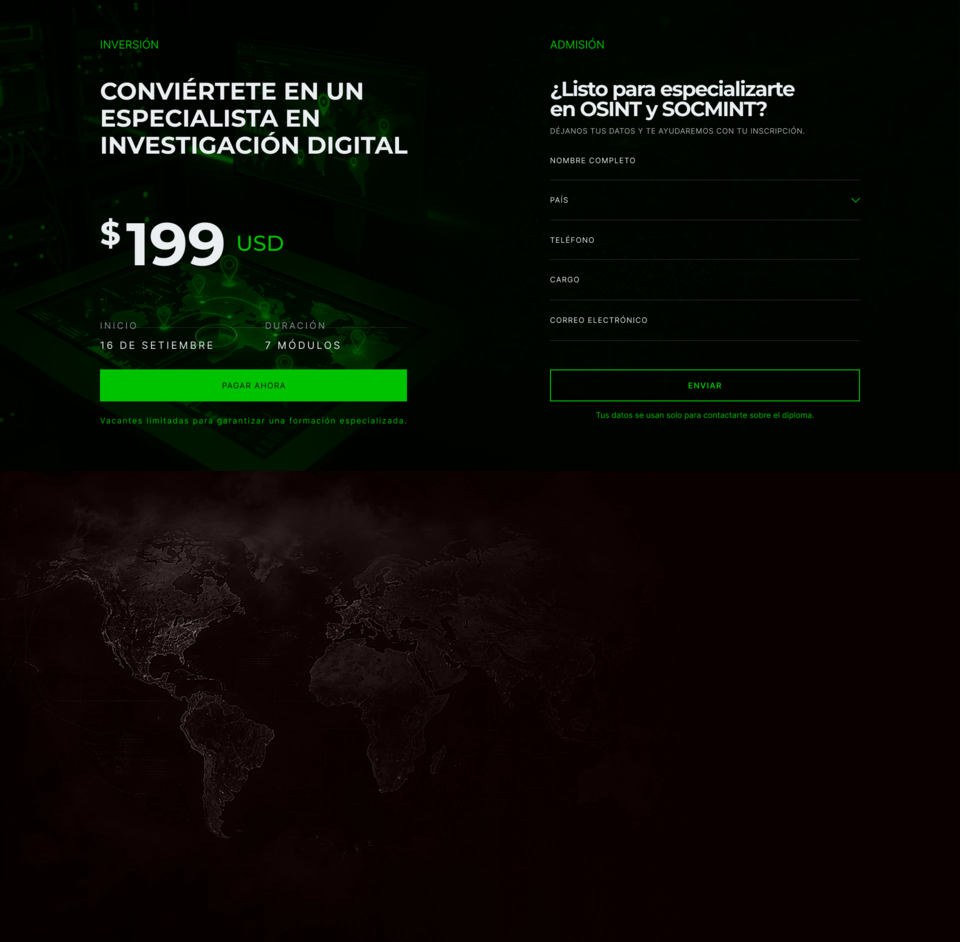 INVERSIÓN
CONVIÉRTETE EN UN
ESPECIALISTA EN
INVESTIGACIÓN DIGITAL
$199 USD
INICIO
16 DE SETIEMBRE
DURACIÓN
7 MÓDULOS
PAGAR AHORA
Vacantes limitadas para garantizar una formación especializada.
ADMISIÓN
¿Listo para especializarte
en OSINT y SOCMINT?
DÉJANOS TUS DATOS Y TE AYUDAREMOS CON TU INSCRIPCIÓN.
NOMBRE COMPLETO
PAÍS
TELÉFONO
CARGO
CORREO ELECTRÓNICO
ENVIAR
Tus datos se usan solo para contactarte sobre el diploma.